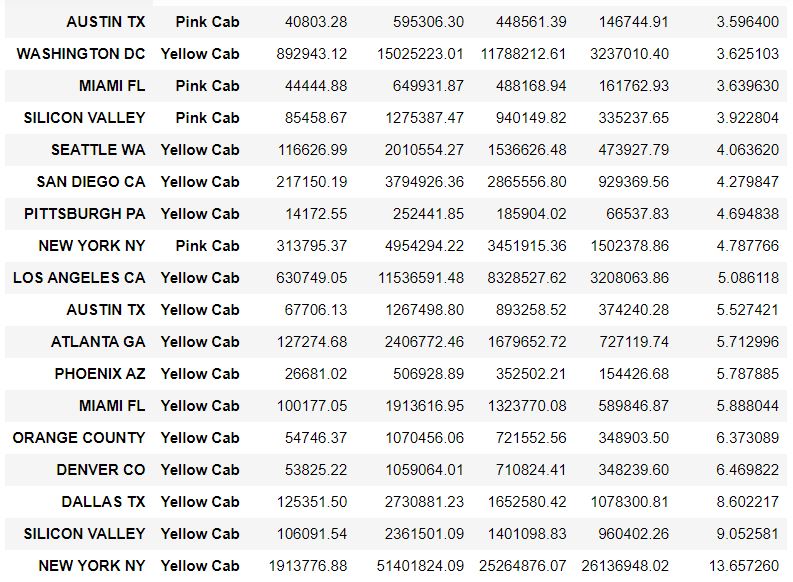 AUSTIN TX Pink Cab 40803.28 595306.30 448561.39 146744.91 3.596400
WASHINGTON DC Yellow Cab 892943.12 15025223.01 11788212.61 3237010.40 3.625103
MIAMI FL Pink Cab 44444.88 649931.87 488168.94 161762.93 3.639630
SILICON VALLEY Pink Cab 85458.67 1275387.47 940149.82 335237.65 3.922804
SEATTLE WA Yellow Cab 116626.99 2010554.27 1536626.48 473927.79 4.063620
SAN DIEGO CA Yellow Cab 217150.19 3794926.36 2865556.80 929369.56 4.279847
PITTSBURGH PA Yellow Cab 14172.55 252441.85 185904.02 66537.83 4.694838
NEW YORK NY Pink Cab 313795.37 4954294.22 3451915.36 1502378.86 4.787766
LOS ANGELES CA Yellow Cab 630749.05 11536591.48 8328527.62 3208063.86 5.086118
AUSTIN TX Yellow Cab 67706.13 1267498.80 893258.52 374240.28 5.527421
ATLANTA GA Yellow Cab 127274.68 2406772.46 1679652.72 727119.74 5.712996
PHOENIX AZ Yellow Cab 26681.02 506928.89 352502.21 154426.68 5.787885
MIAMI FL Yellow Cab 100177.05 1913616.95 1323770.08 589846.87 5.888044
ORANGE COUNTY Yellow Cab 54746.37 1070456.06 721552.56 348903.50 6.373089
DENVER CO Yellow Cab 53825.22 1059064.01 710824.41 348239.60 6.469822
DALLAS TX Yellow Cab 125351.50 2730881.23 1652580.42 1078300.81 8.602217
SILICON VALLEY Yellow Cab 106091.54 2361501.09 1401098.83 960402.26 9.052581
NEW YORK NY Yellow Cab 1913776.88 51401824.09 25264876.07 26136948.02 13.657260